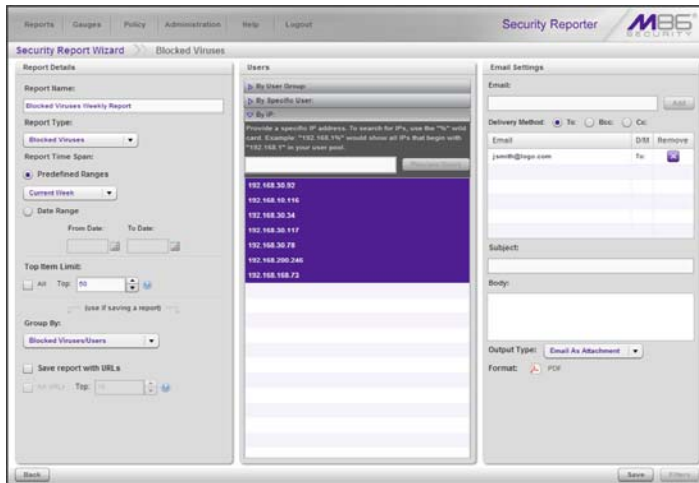 Reports Gauges Policy Administration Help Logout
Security Reporter
M86 SECURITY
Security Report Wizard Blocked Viruses
Report Details
Report Name:
Blocked Viruses Weekly Report
Report Type:
Blocked Viruses
Report Time Span:
Predefined Ranges
Current Week
Date Range
From Date: To Date:
Top Item Limit:
All Top: 50
(use if saving a report)
Group By:
Blocked Viruses/Users
Save report with URLs
All URLs Top:
Users
By User Group:
By Specific User:
By IP:
Provide a specific IP address. To search for IPs, use the "%" wild
card. Example: "192.168.1%" would show all IPs that begin with
"192.168.1" in your user pool.
Preview Users
192.168.30.92
192.168.10.116
192.168.30.34
192.168.30.117
192.168.30.78
192.168.200.246
192.168.168.73
Email Settings
Email:
Add
Delivery Method: To: Bcc: Cc:
Email D/M Remove
jsmith@logo.com To:
Subject:
Body:
Output Type: Email As Attachment
Format: PDF
Back
Save Filters